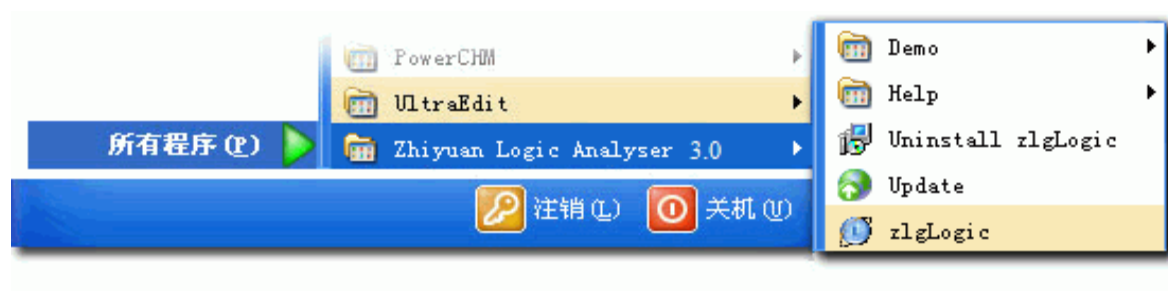 PowerCHM
UltraEdit
所有程序(P)
Zhiyuan Logic Analyser 3.0
注销(L)
关机(U)
Demo
Help
Uninstall zlgLogic
Update
zlgLogic